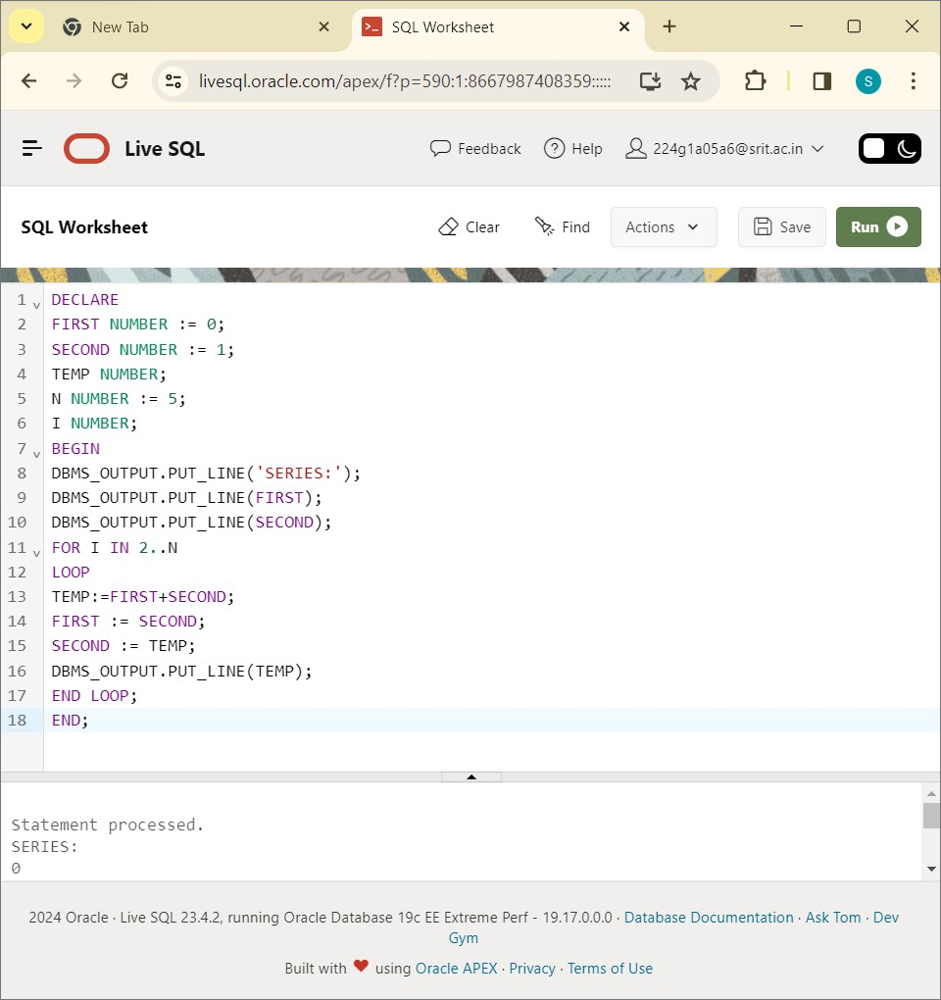 New Tab
SQL Worksheet
livesql.oracle.com/apex/f?p=590:1:8667987408359:::::
S
Live SQL
Feedback
Help
224g1a05a6@srit.ac.in
SQL Worksheet
Clear
Find
Actions
Save
Run
1 DECLARE
2 FIRST NUMBER := 0;
3 SECOND NUMBER := 1;
4 TEMP NUMBER;
5 N NUMBER := 5;
6 I NUMBER;
7 BEGIN
8 DBMS_OUTPUT.PUT_LINE('SERIES:');
9 DBMS_OUTPUT.PUT_LINE(FIRST);
10 DBMS_OUTPUT.PUT_LINE(SECOND);
11 FOR I IN 2..N
12 LOOP
13 TEMP:=FIRST+SECOND;
14 FIRST := SECOND;
15 SECOND := TEMP;
16 DBMS_OUTPUT.PUT_LINE(TEMP);
17 END LOOP;
18 END;
Statement processed.
SERIES:
0
2024 Oracle · Live SQL 23.4.2, running Oracle Database 19c EE Extreme Perf - 19.17.0.0.0 · Database Documentation · Ask Tom · Dev
Gym
Built with ❤ using Oracle APEX · Privacy · Terms of Use